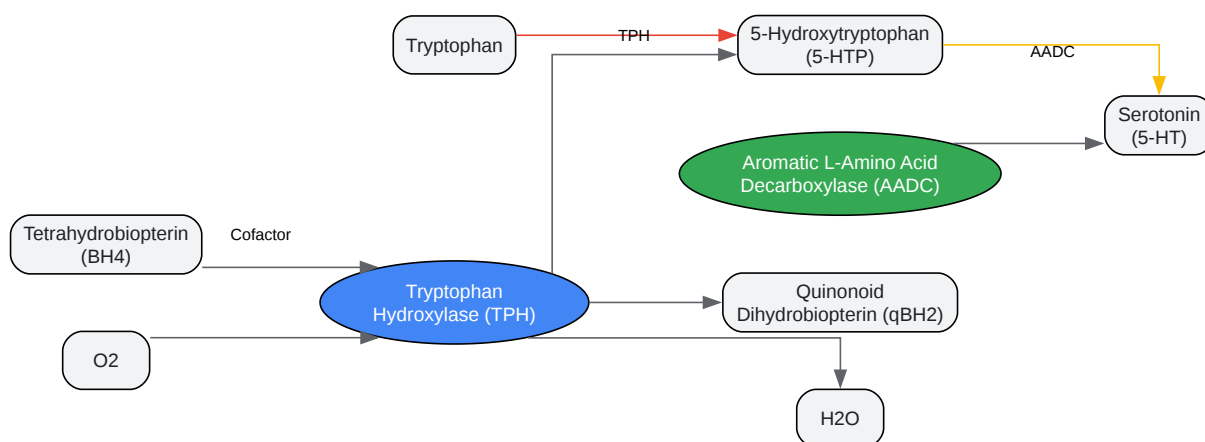 Tryptophan
TPH
5-Hydroxytryptophan
(5-HTP)
AADC
Serotonin
(5-HT)
Aromatic L-Amino Acid
Decarboxylase (AADC)
Tetrahydrobiopterin
(BH4)
Cofactor
Tryptophan
Hydroxylase (TPH)
Quinonoid
Dihydrobiopterin (qBH2)
O2
H2O